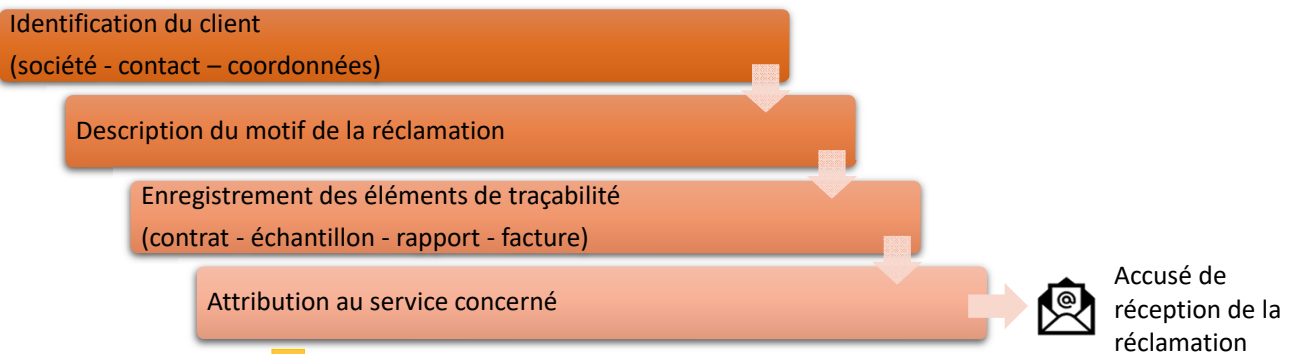 Identification du client
(société - contact – coordonnées)
Description du motif de la réclamation
Enregistrement des éléments de traçabilité
(contrat - échantillon - rapport - facture)
Attribution au service concerné
@
Accusé de
réception de la
réclamation